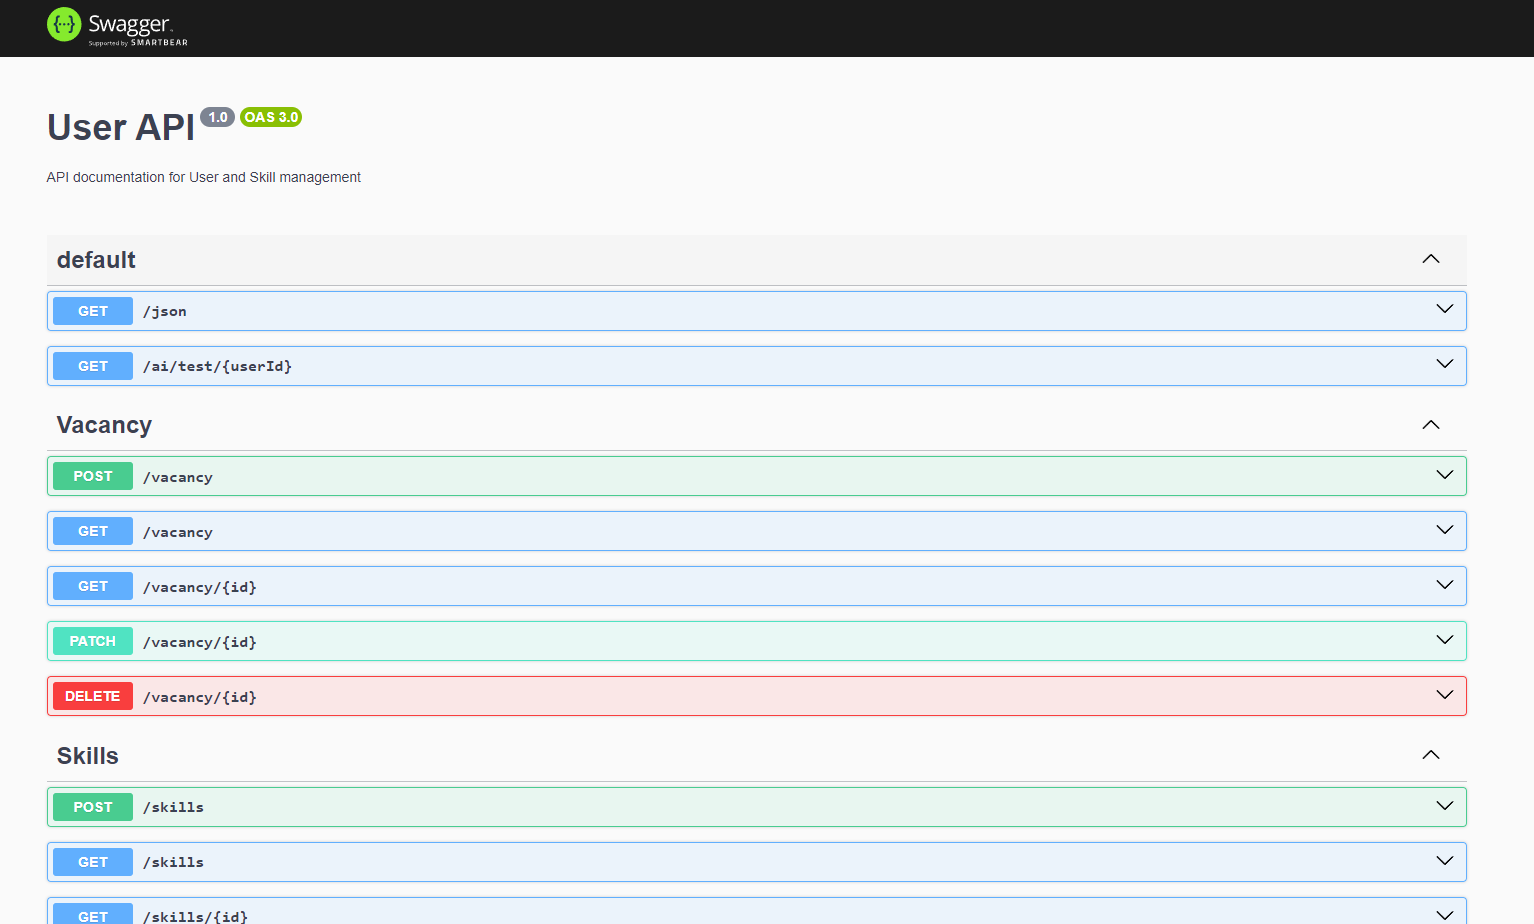 Swagger
Supported by SMARTBEAR
User API 1.0 OAS 3.0
API documentation for User and Skill management
default
GET /json
GET /ai/test/{userId}
Vacancy
POST /vacancy
GET /vacancy
GET /vacancy/{id}
PATCH /vacancy/{id}
DELETE /vacancy/{id}
Skills
POST /skills
GET /skills
GET /skills/{id}